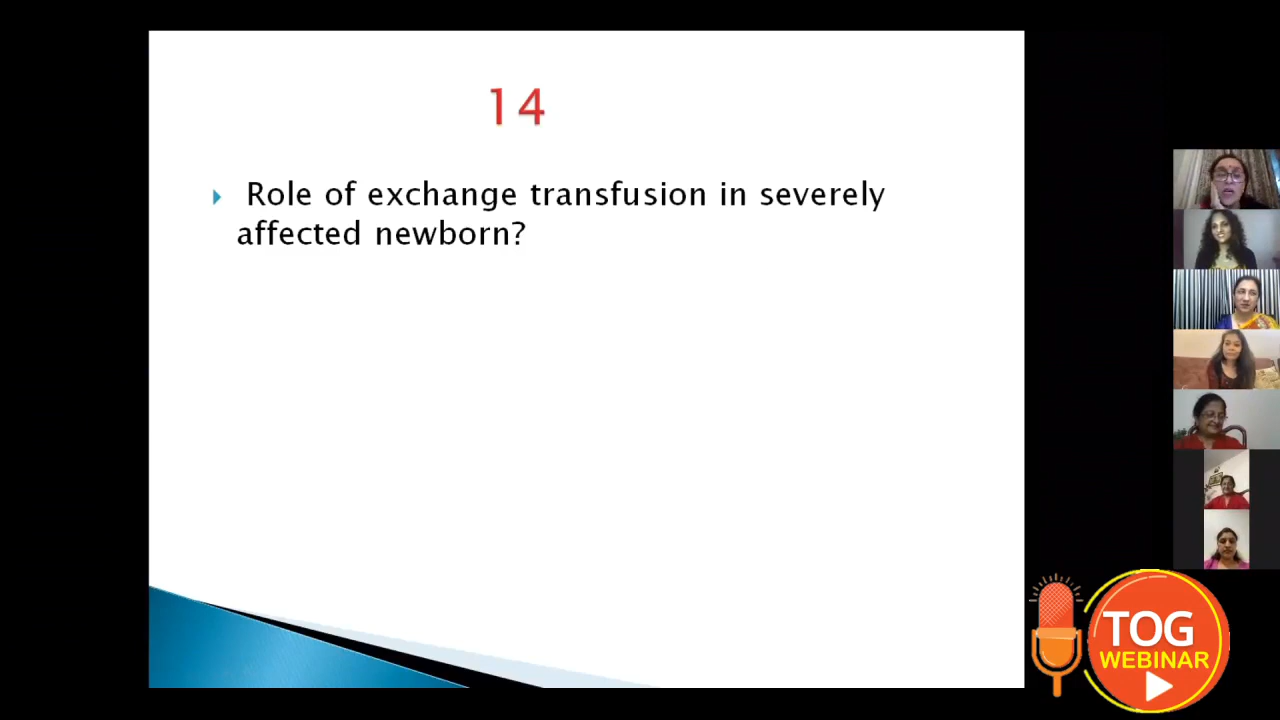 14
Role of exchange transfusion in severely
affected newborn?
TOG
WEBINAR